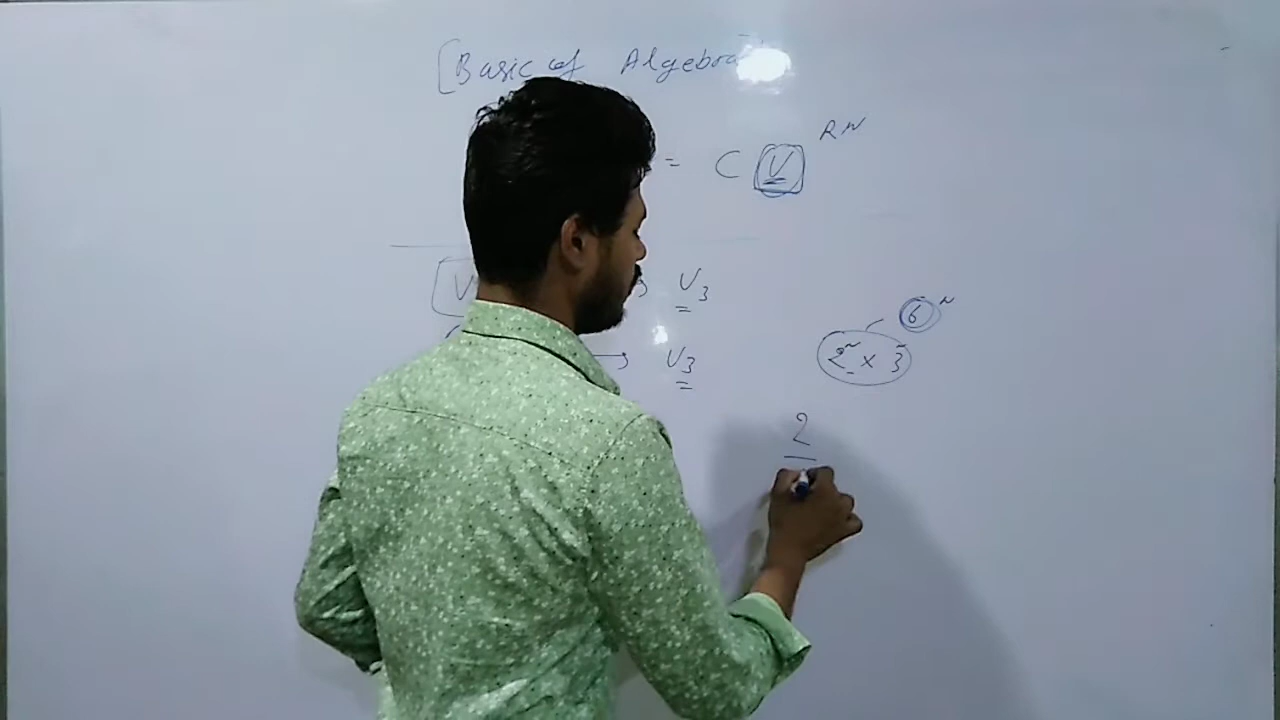 [Basic of Algebra
= C V RN
V → V3
→ V3
6 N
2 × 3
2